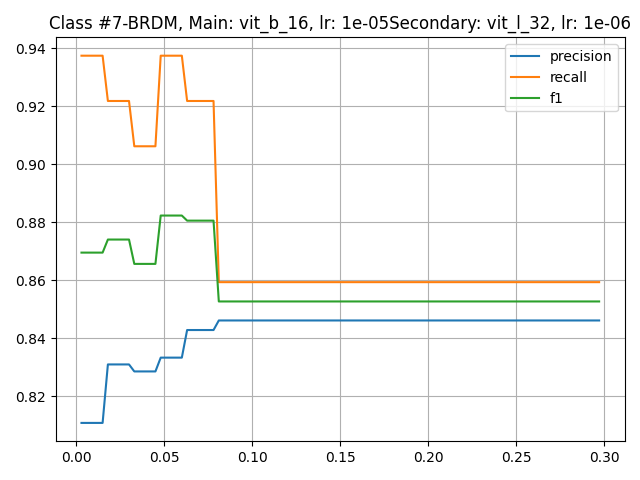 Class #7-BRDM, Main: vit_b_16, lr: 1e-05Secondary: vit_l_32, lr: 1e-06
precision
recall
f1
0.94
0.92
0.90
0.88
0.86
0.84
0.82
0.00 0.05 0.10 0.15 0.20 0.25 0.30